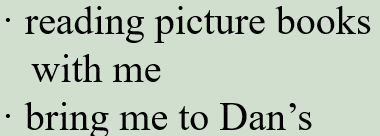 · reading picture books
with me
· bring me to Dan’s